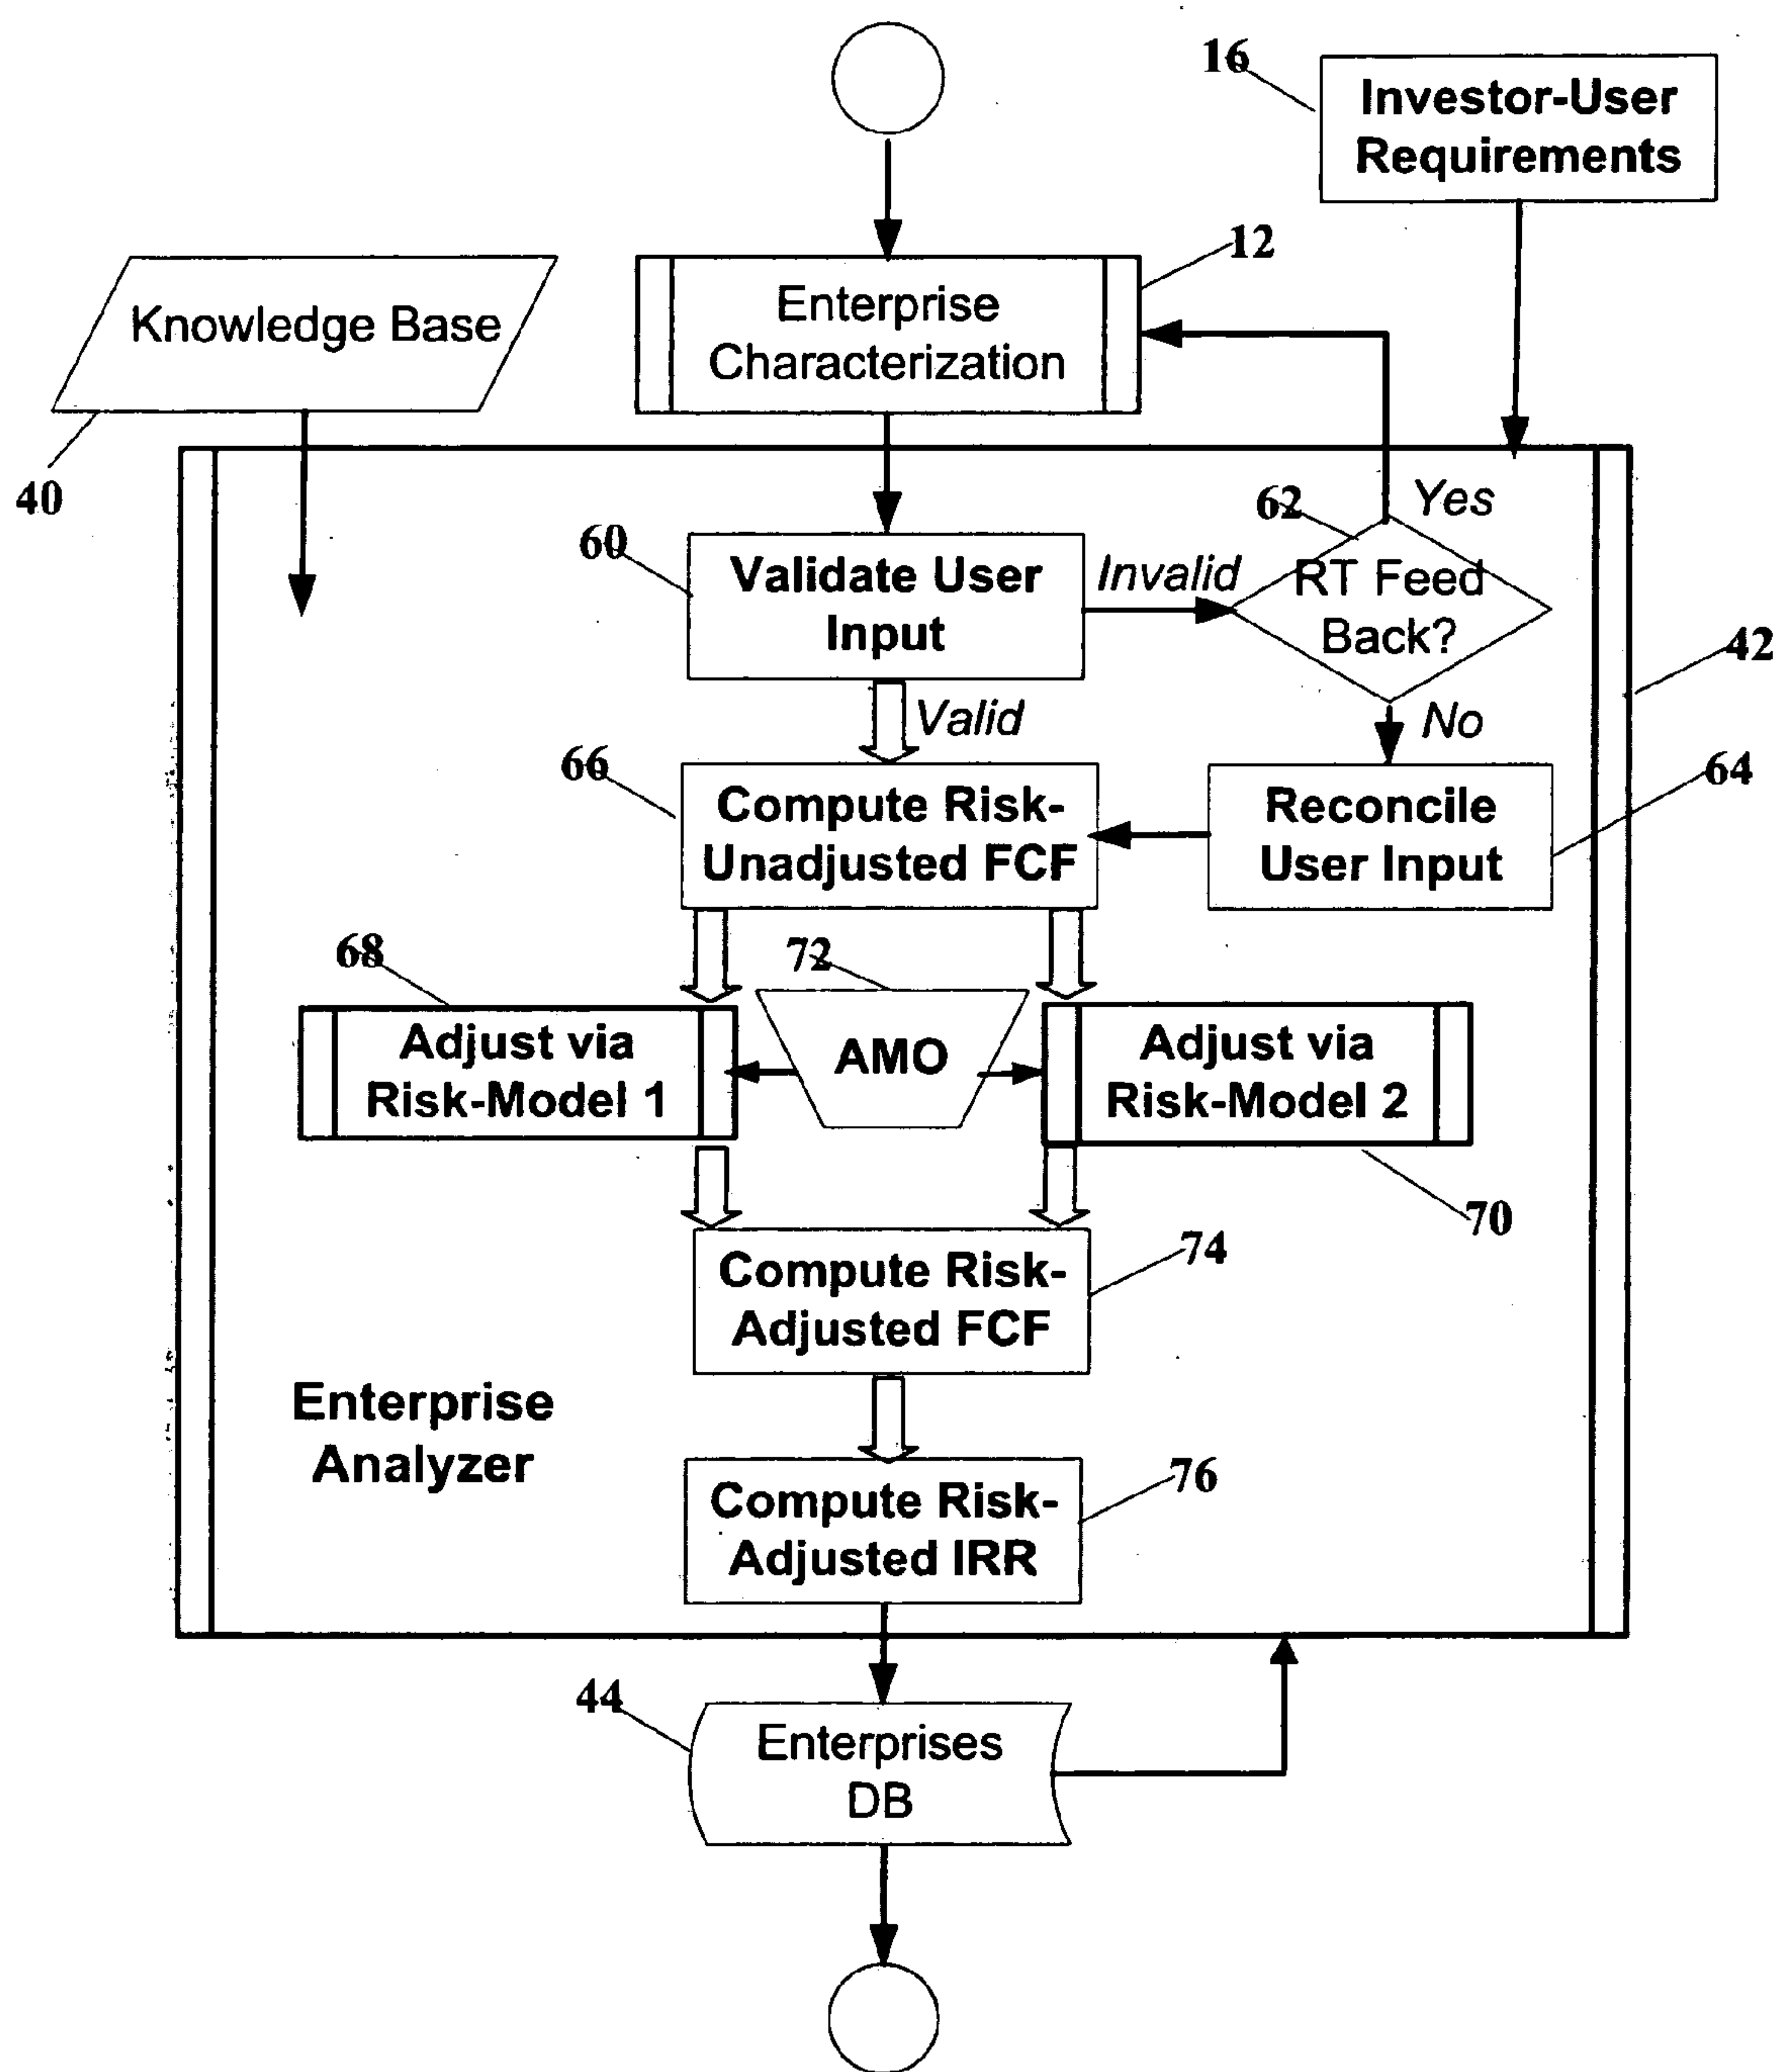 16
Investor-User
Requirements
12
Knowledge Base
Enterprise
Characterization
40
Yes
62
60
Validate User
Input
Invalid
RT Feed
Back?
42
Valid
No
66
Compute Risk-
Unadjusted FCF
Reconcile
User Input
64
68
72
Adjust via
Risk-Model 1
AMO
Adjust via
Risk-Model 2
70
74
Compute Risk-
Adjusted FCF
Enterprise
Analyzer
76
Compute Risk-
Adjusted IRR
44
Enterprises
DB